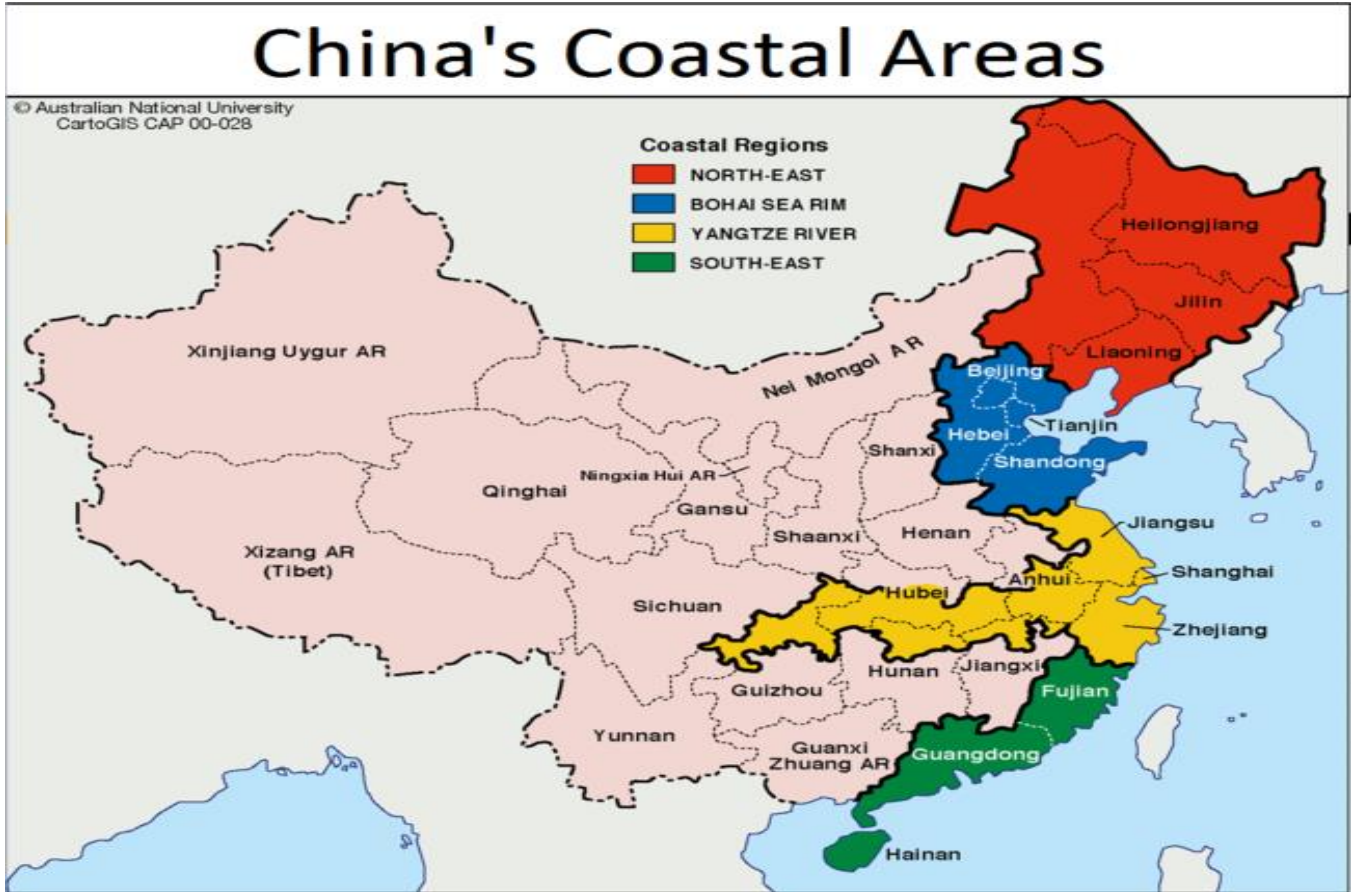 China's Coastal Areas
© Australian National University
CartoGIS CAP 00-028
Coastal Regions
NORTH-EAST
BOHAI SEA RIM
YANGTZE RIVER
SOUTH-EAST
Heilongjiang
Jilin
Liaoning
Xinjiang Uygur AR
Nei Mongol AR
Beijing
Tianjin
Hebei
Shanxi
Shandong
Ningxia Hui AR
Qinghai
Gansu
Jiangsu
Henan
Shaanxi
Xizang AR
(Tibet)
Shanghai
Anhui
Hubei
Sichuan
Zhejiang
Hunan
Jiangxi
Guizhou
Fujian
Yunnan
Guanxi
Zhuang AR
Guangdong
Hainan